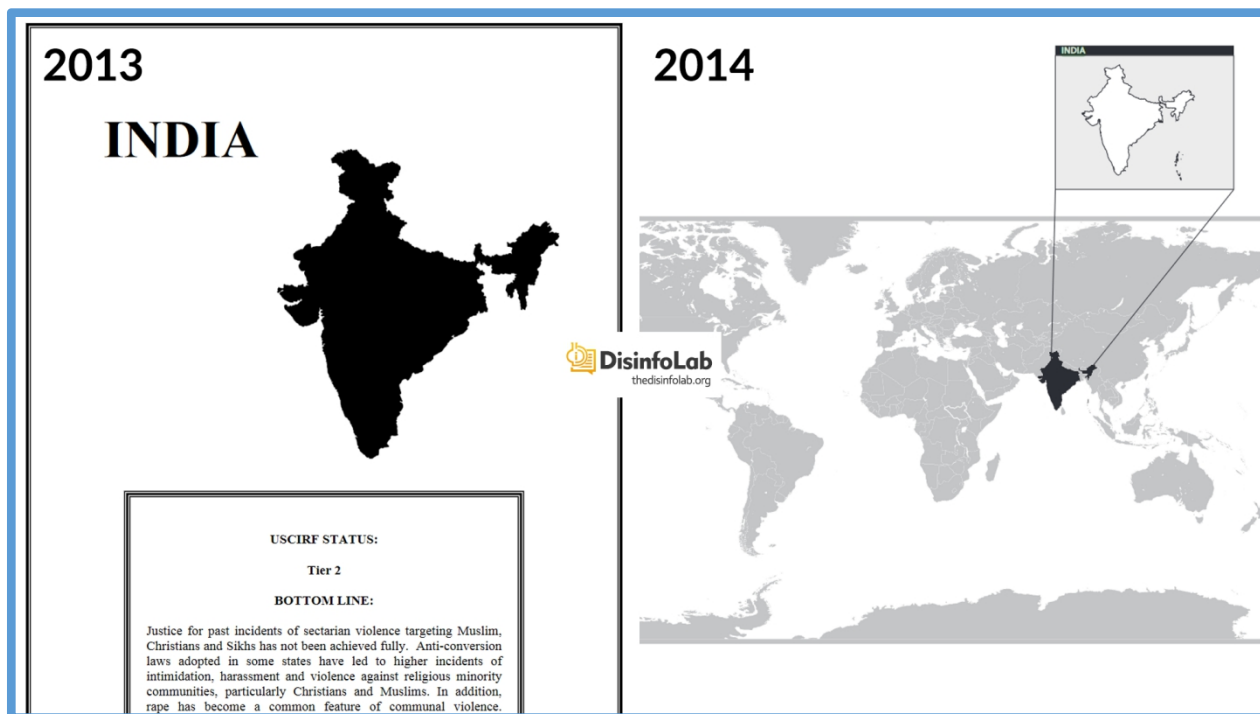 2013
INDIA
USCIRF STATUS:
Tier 2
BOTTOM LINE:
Justice for past incidents of sectarian violence targeting Muslim,
Christians and Sikhs has not been achieved fully. Anti-conversion
laws adopted in some states have led to higher incidents of
intimidation, harassment and violence against religious minority
communities, particularly Christians and Muslims. In addition,
rape has become a common feature of communal violence.
DisinfoLab
thedisinfolab.org
2014
INDIA